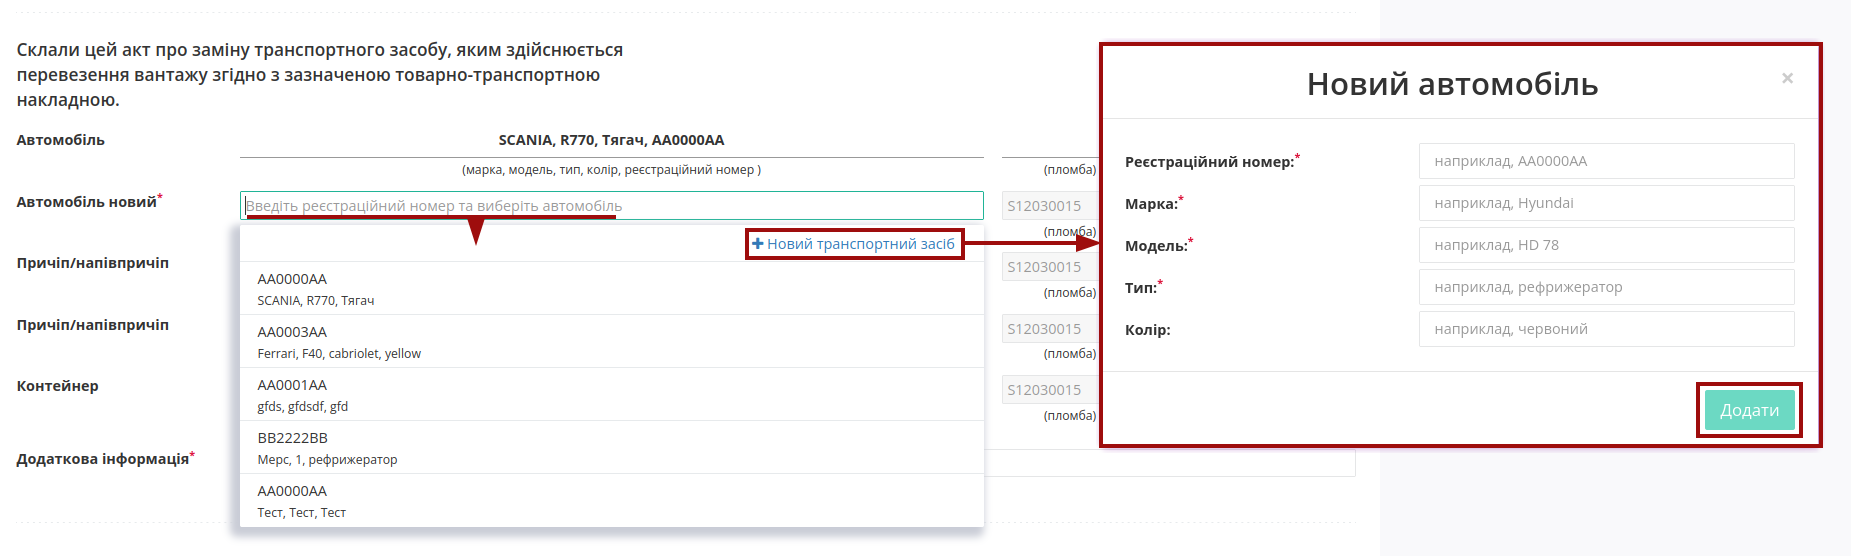 Склали цей акт про заміну транспортного засобу, яким здійснюється
перевезення вантажу згідно з зазначеною товарно-транспортною
накладною.
Автомобіль
SCANIA, R770, Тягач, AA0000AA
(марка, модель, тип, колір, реєстраційний номер )
(пломба)
Автомобіль новий*
Введіть реєстраційний номер та виберіть автомобіль
S12030015
(пломба)
+ Новий транспортний засіб
Причіп/напівпричіп
S12030015
(пломба)
AA0000AA
SCANIA, R770, Тягач
Причіп/напівпричіп
S12030015
(пломба)
AA0003AA
Ferrari, F40, cabriolet, yellow
Контейнер
S12030015
(пломба)
AA0001AA
gfds, gfdsdf, gfd
BB2222BB
Мерс, 1, рефрижератор
Додаткова інформація*
AA0000AA
Тест, Тест, Тест
Новий автомобіль
×
Реєстраційний номер:*
наприклад, AA0000AA
Марка:*
наприклад, Hyundai
Модель:*
наприклад, HD 78
Тип:*
наприклад, рефрижератор
Колір:
наприклад, червоний
Додати